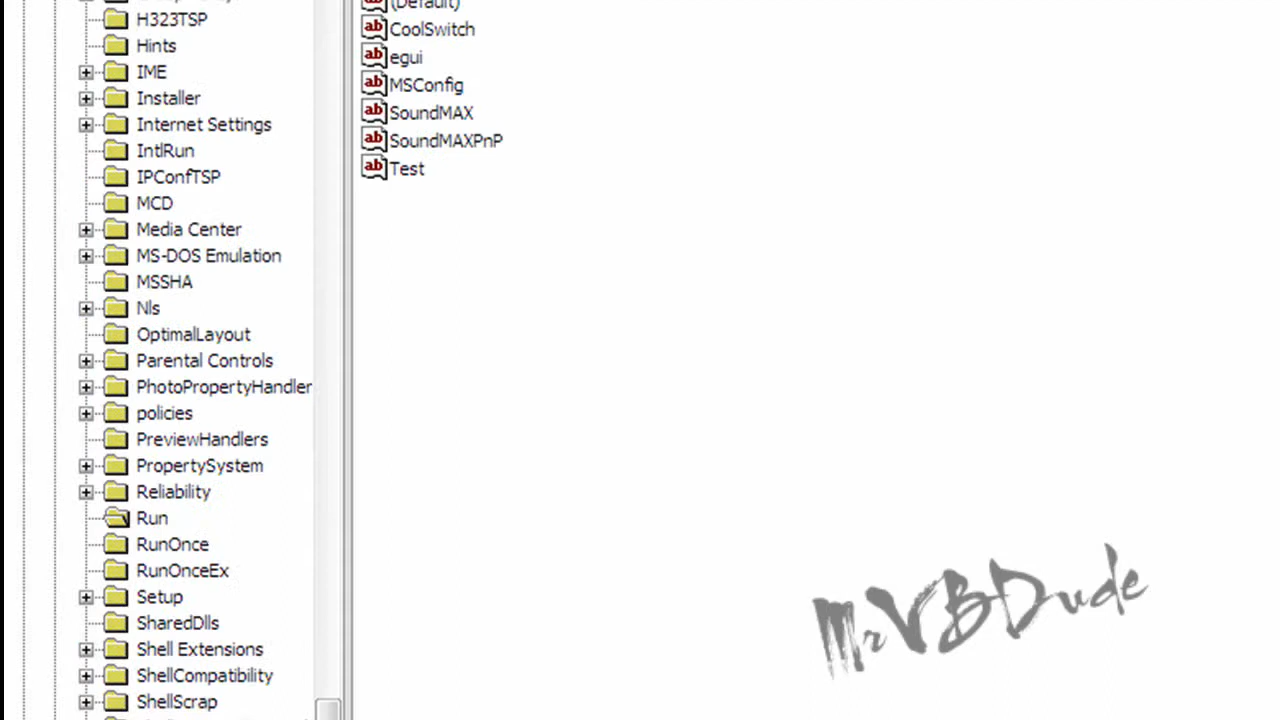 H323TSP
Hints
IME
Installer
Internet Settings
IntlRun
IPConfTSP
MCD
Media Center
MS-DOS Emulation
MSSHA
Nls
OptimalLayout
Parental Controls
PhotoPropertyHandler
policies
PreviewHandlers
PropertySystem
Reliability
Run
RunOnce
RunOnceEx
Setup
SharedDlls
Shell Extensions
ShellCompatibility
ShellScrap
(Default)
CoolSwitch
egui
MSConfig
SoundMAX
SoundMAXPnP
Test
MrVBDude